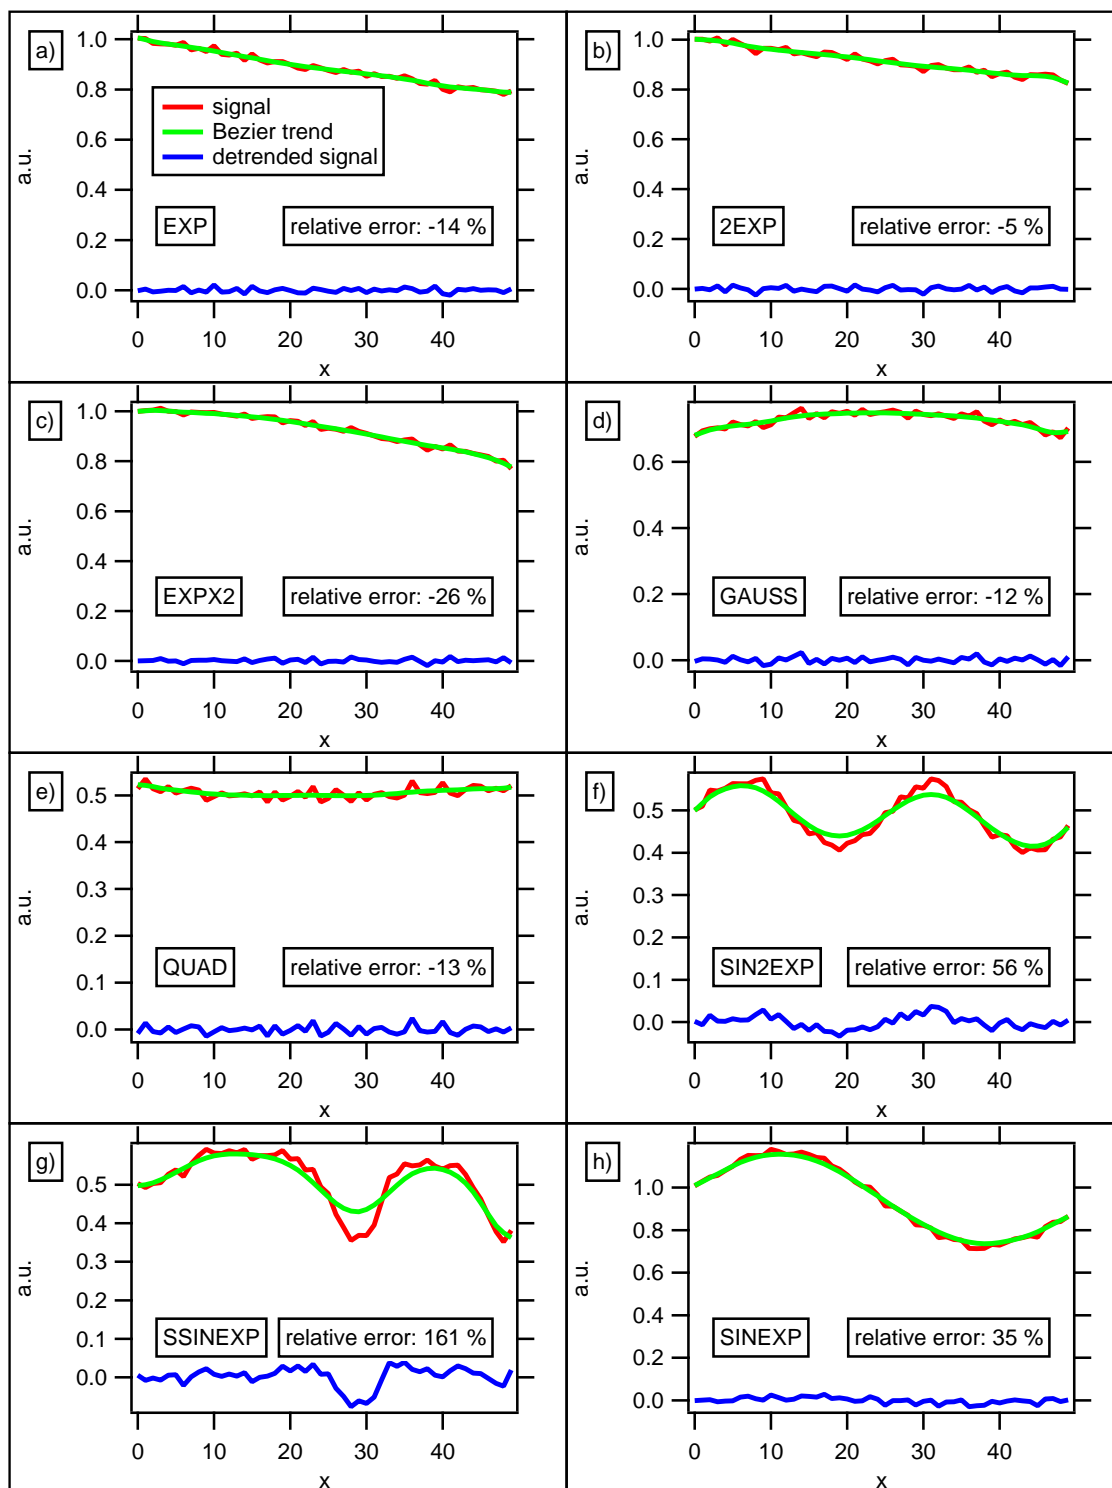 a)
1.0
0.8
0.6
0.4
0.2
0.0
a.u.
signal
Bezier trend
detrended signal
EXP
relative error: -14 %
0 10 20 30 40
x
b)
1.0
0.8
0.6
0.4
0.2
0.0
a.u.
2EXP
relative error: -5 %
0 10 20 30 40
x
c)
1.0
0.8
0.6
0.4
0.2
0.0
a.u.
EXPX2
relative error: -26 %
0 10 20 30 40
x
d)
0.6
0.4
0.2
0.0
a.u.
GAUSS
relative error: -12 %
0 10 20 30 40
x
e)
0.5
0.4
0.3
0.2
0.1
0.0
a.u.
QUAD
relative error: -13 %
0 10 20 30 40
x
f)
0.5
0.4
0.3
0.2
0.1
0.0
a.u.
SIN2EXP
relative error: 56 %
0 10 20 30 40
x
g)
0.5
0.4
0.3
0.2
0.1
0.0
a.u.
SSINEXP
relative error: 161 %
0 10 20 30 40
x
h)
1.0
0.8
0.6
0.4
0.2
0.0
a.u.
SINEXP
relative error: 35 %
0 10 20 30 40
x